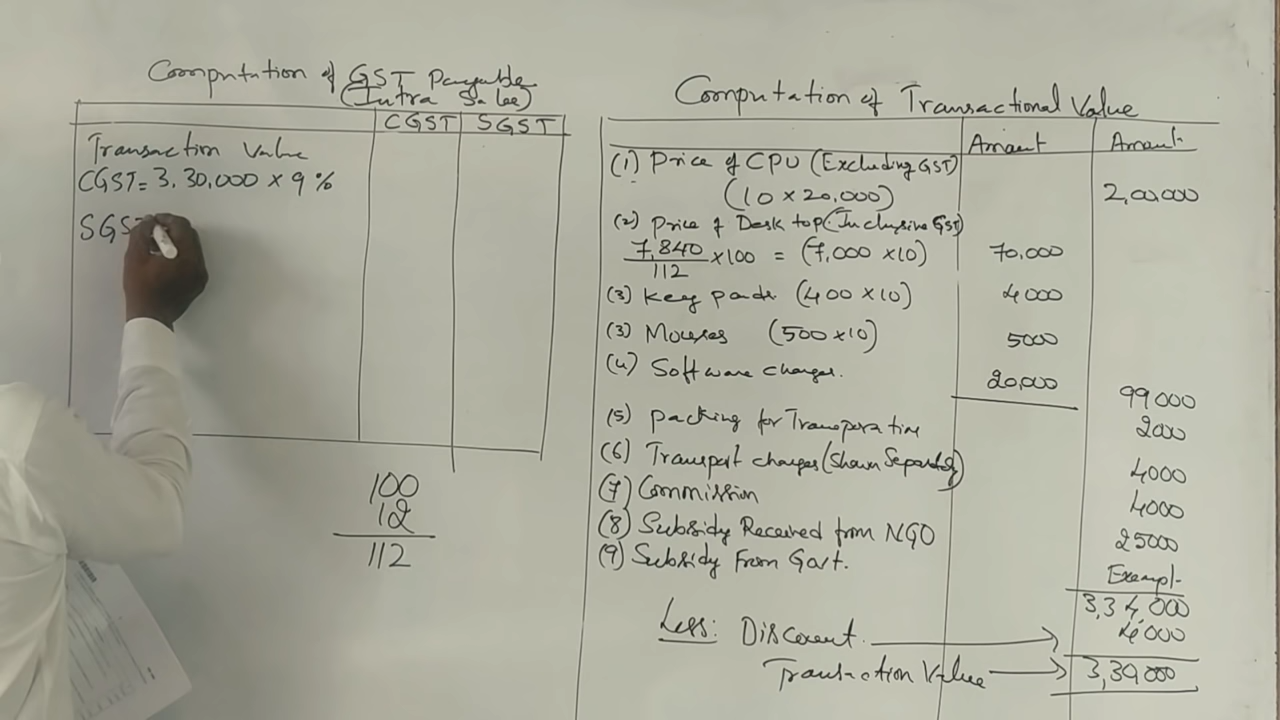 Computation of GST Payable
(Intra Sale)
CGST SGST
Transaction Value
CGST = 3,30,000 × 9%
SGST
100
12
112
Computation of Transactional Value
Amount Amount
(1) Price of CPU (Excluding GST)
(10 × 20,000) 2,00,000
(2) Price of Desk top (Inclusive GST)
7,840
112
× 100 = (7,000 × 10) 70,000
(3) Key pads (400 × 10) 4000
(3) Mouses (500 × 10) 5000
(4) Software charges. 20,000
99000
(5) Packing for Transporation 2000
(6) Transport charges (Shown Separately) 4000
(7) Commission 4000
(8) Subsidy Received from NGO 25000
(9) Subsidy From Govt. Exempt
3,34,000
Less: Discount 4000
Transaction Value 3,30,000